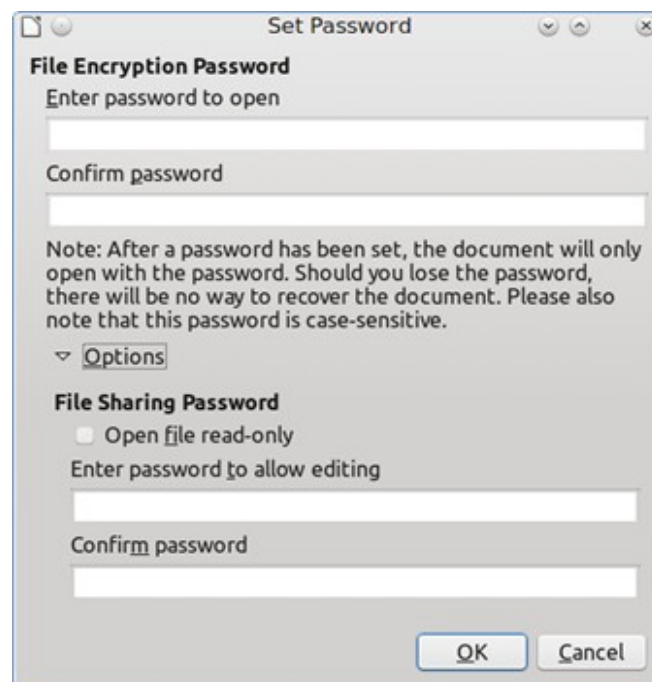 Set Password
File Encryption Password
Enter password to open
Confirm password
Note: After a password has been set, the document will only
open with the password. Should you lose the password,
there will be no way to recover the document. Please also
note that this password is case-sensitive.
Options
File Sharing Password
Open file read-only
Enter password to allow editing
Confirm password
OK Cancel